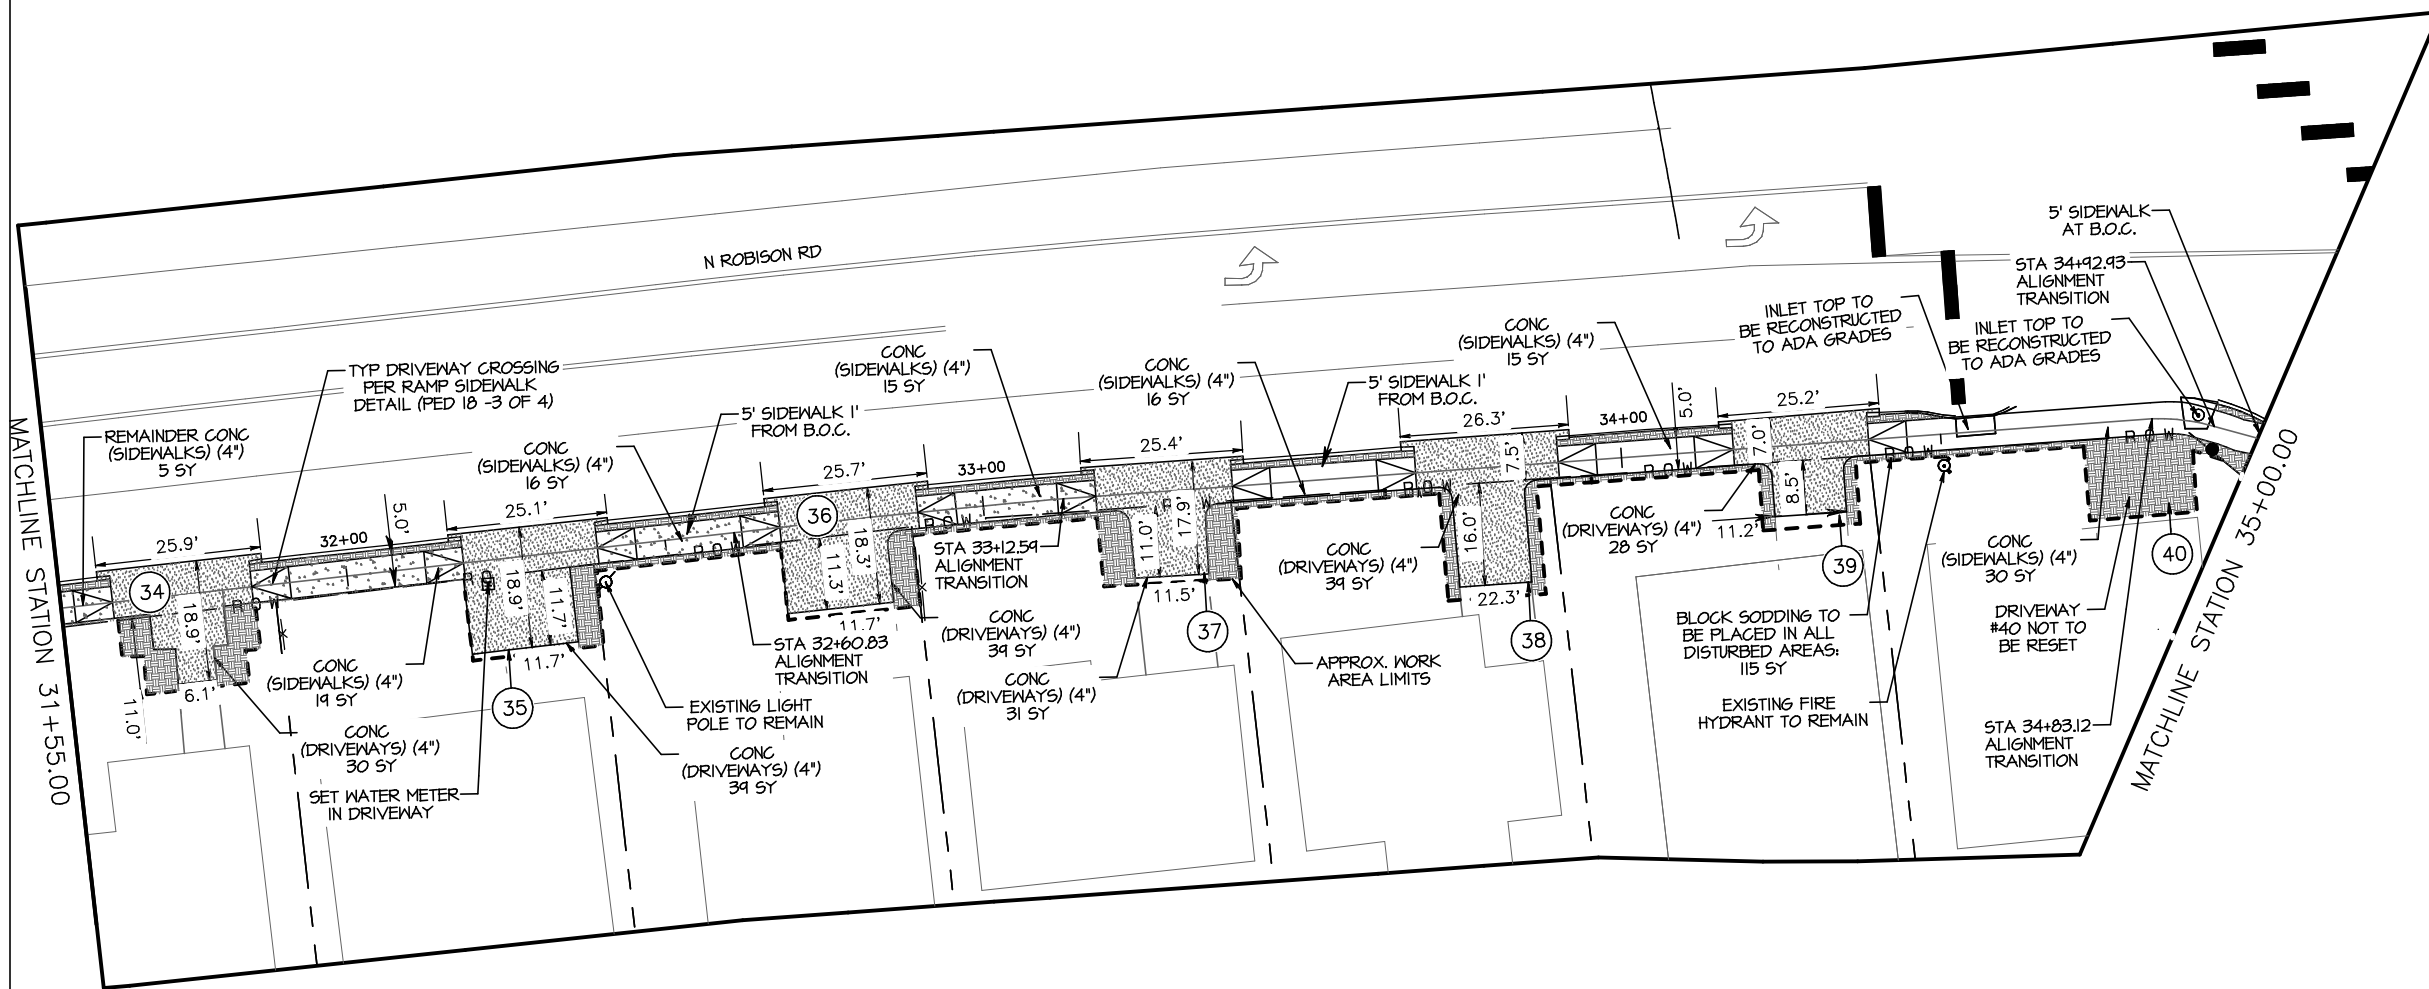 5' SIDEWALK
AT B.O.C.
N ROBISON RD
STA 34+92.93
ALIGNMENT
TRANSITION
INLET TOP TO
BE RECONSTRUCTED
TO ADA GRADES
INLET TOP TO
BE RECONSTRUCTED
TO ADA GRADES
CONC
(SIDEWALKS) (4")
15 SY
CONC
(SIDEWALKS) (4")
15 SY
CONC
(SIDEWALKS) (4")
16 SY
TYP DRIVEWAY CROSSING
PER RAMP SIDEWALK
DETAIL (PED 18 -3 OF 4)
5' SIDEWALK 1'
FROM B.O.C.
5' SIDEWALK 1'
FROM B.O.C.
REMAINDER CONC
(SIDEWALKS) (4")
5 SY
CONC
(SIDEWALKS) (4")
16 SY
MATCHLINE STATION 31+55.00
25.9'
32+00
5.0'
25.1'
25.7'
33+00
25.4'
26.3'
34+00
5.0'
25.2'
34
18.9'
R O W
6.1'
11.0'
18.9'
11.7'
11.7'
35
R O W
36
18.3'
11.3'
11.7'
R O W
11.0'
17.9'
11.5'
37
R O W
7.5'
16.0'
22.3'
38
R O W
7.0'
8.5'
11.2'
39
R O W
R O W
40
STA 33+12.59
ALIGNMENT
TRANSITION
CONC
(DRIVEWAYS) (4")
39 SY
CONC
(DRIVEWAYS) (4")
28 SY
CONC
(SIDEWALKS) (4")
30 SY
CONC
(DRIVEWAYS) (4")
39 SY
STA 32+60.83
ALIGNMENT
TRANSITION
CONC
(DRIVEWAYS) (4")
31 SY
APPROX. WORK
AREA LIMITS
BLOCK SODDING TO
BE PLACED IN ALL
DISTURBED AREAS:
115 SY
DRIVEWAY
#40 NOT TO
BE RESET
CONC
(SIDEWALKS) (4")
19 SY
EXISTING LIGHT
POLE TO REMAIN
EXISTING FIRE
HYDRANT TO REMAIN
STA 34+83.12
ALIGNMENT
TRANSITION
CONC
(DRIVEWAYS) (4")
30 SY
CONC
(DRIVEWAYS) (4")
39 SY
SET WATER METER
IN DRIVEWAY
MATCHLINE STATION 35+00.00